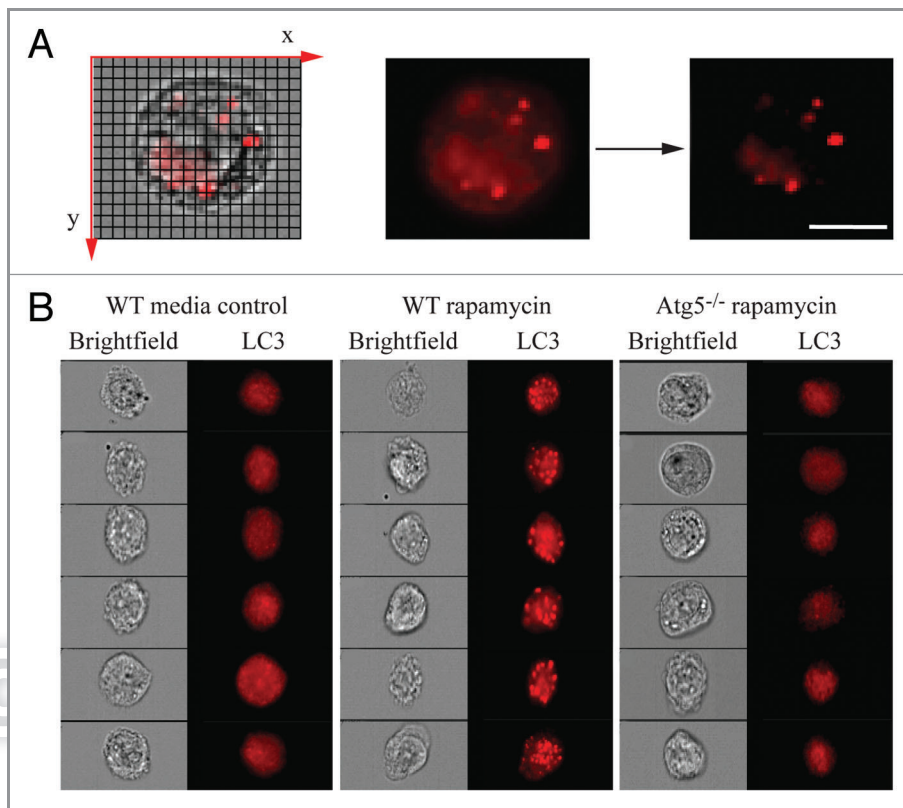 A
x
y
B
WT media control
Brightfield LC3
WT rapamycin
Brightfield LC3
Atg5-/- rapamycin
Brightfield LC3